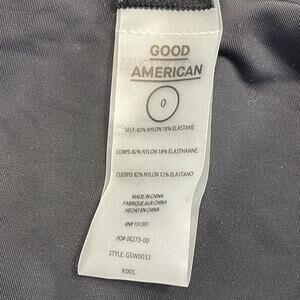 GOOD
AMERICAN
0
SELF: 82% NYLON 18% ELASTANE
CORPS: 82% NYLON 18% ELASTHANNE
CUERPO: 82% NYLON 12% ELASTANO
MADE IN CHINA
FABRIQUE AUX CHINA
HECHO EN CHINA
RN# 151301
PO# 06273-00
STYLE: GSW0033
K001